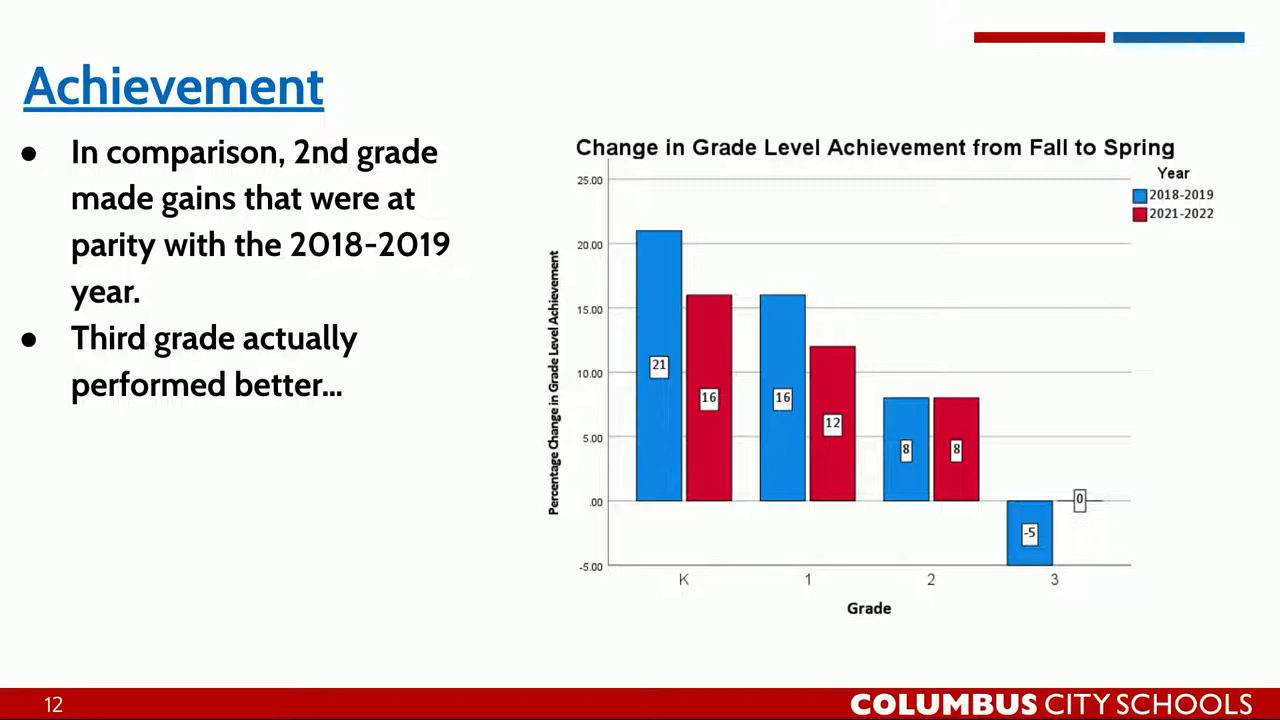 Achievement
● In comparison, 2nd grade
made gains that were at
parity with the 2018-2019
year.
● Third grade actually
performed better...
Change in Grade Level Achievement from Fall to Spring
Year
2018-2019
2021-2022
Percentage Change in Grade Level Achievement
25.00
20.00
15.00
10.00
5.00
.00
-5.00
21
16
16
12
8
8
-5
0
K 1 2 3
Grade
12
COLUMBUS CITY SCHOOLS